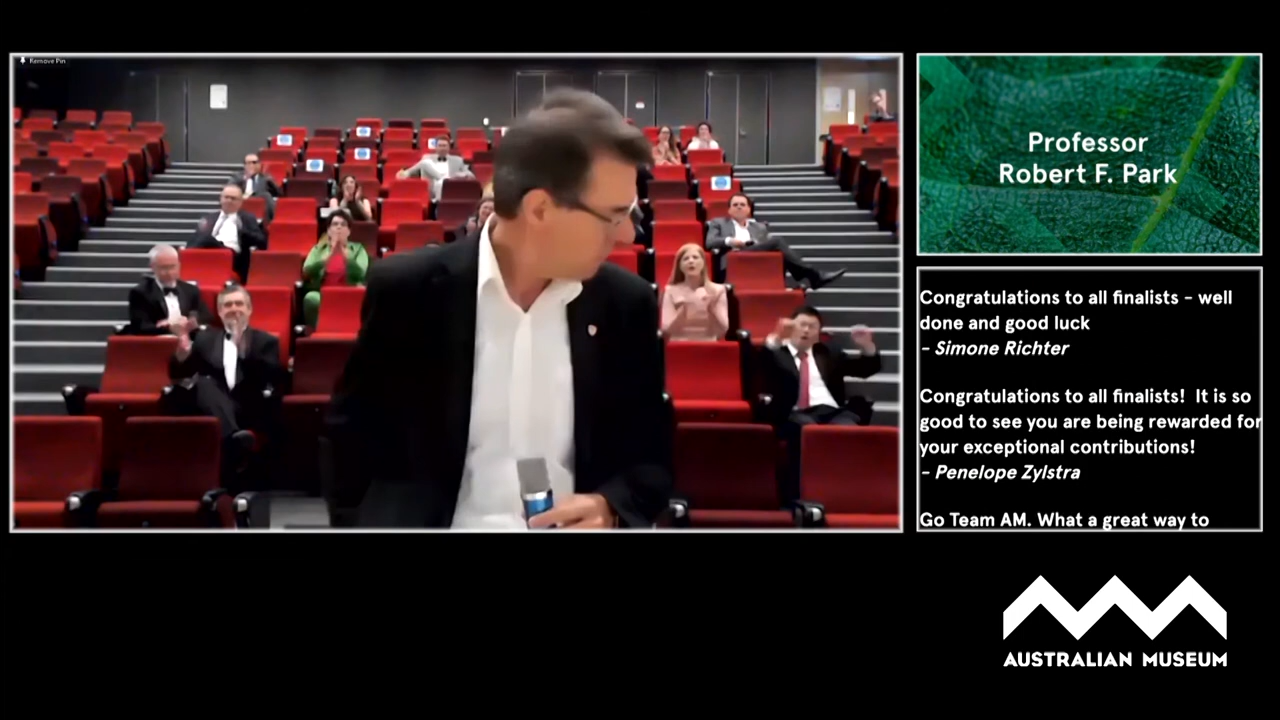 Remove Pin
Professor
Robert F. Park
Congratulations to all finalists - well
done and good luck
- Simone Richter
Congratulations to all finalists! It is so
good to see you are being rewarded for
your exceptional contributions!
- Penelope Zylstra
Go Team AM. What a great way to
AUSTRALIAN MUSEUM